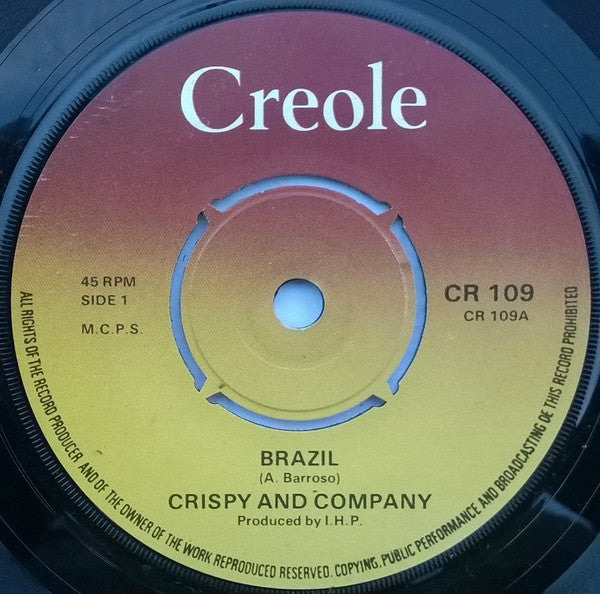 Creole
45 RPM
SIDE 1
M.C.P.S.
CR 109
CR 109A
BRAZIL
(A. Barroso)
CRISPY AND COMPANY
Produced by I.H.P.
ALL RIGHTS OF THE RECORD PRODUCER AND OF THE OWNER OF THE WORK REPRODUCED RESERVED. COPYING, PUBLIC PERFORMANCE AND BROADCASTING OF THIS RECORD PROHIBITED